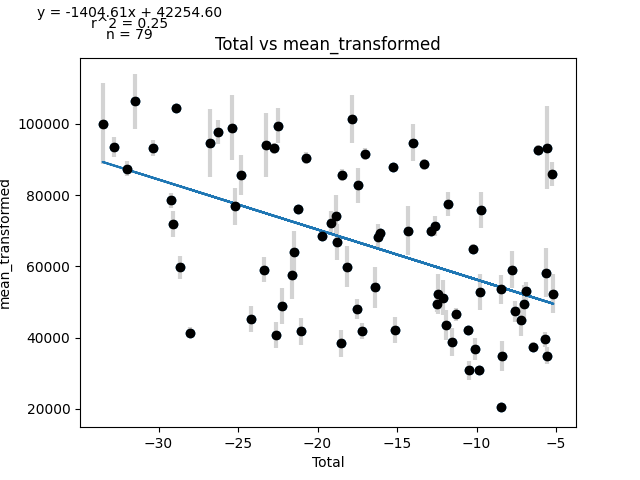 y = -1404.61x + 42254.60
r^2 = 0.25
n = 79
Total vs mean_transformed
mean_transformed
100000
80000
60000
40000
20000
−30
−25
−20
−15
−10
−5
Total